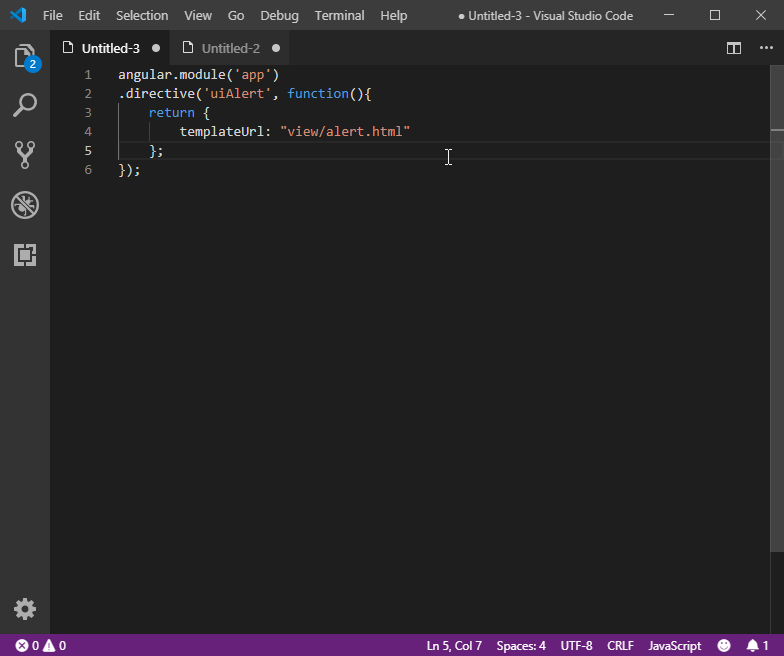 File Edit Selection View Go Debug Terminal Help ● Untitled-3 - Visual Studio Code
Untitled-3 ● Untitled-2 ●
2
1 angular.module('app')
2 .directive('uiAlert', function(){
3     return {
4         templateUrl: "view/alert.html"
5     };
6 });
0 0 Ln 5, Col 7 Spaces: 4 UTF-8 CRLF JavaScript 1